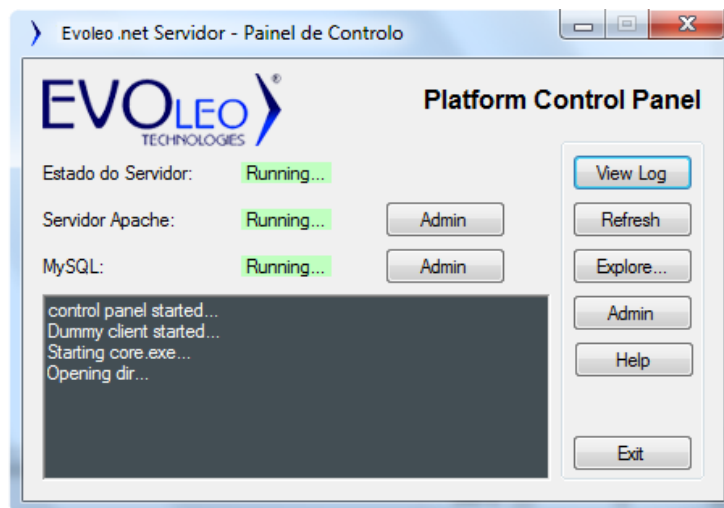 Evoleo .net Servidor - Painel de Controlo
EVOLEO ®
TECHNOLOGIES
Platform Control Panel
Estado do Servidor: Running...
View Log
Servidor Apache: Running... Admin
Refresh
MySQL: Running... Admin
Explore...
control panel started...
Dummy client started...
Starting core.exe...
Opening dir...
Admin
Help
Exit